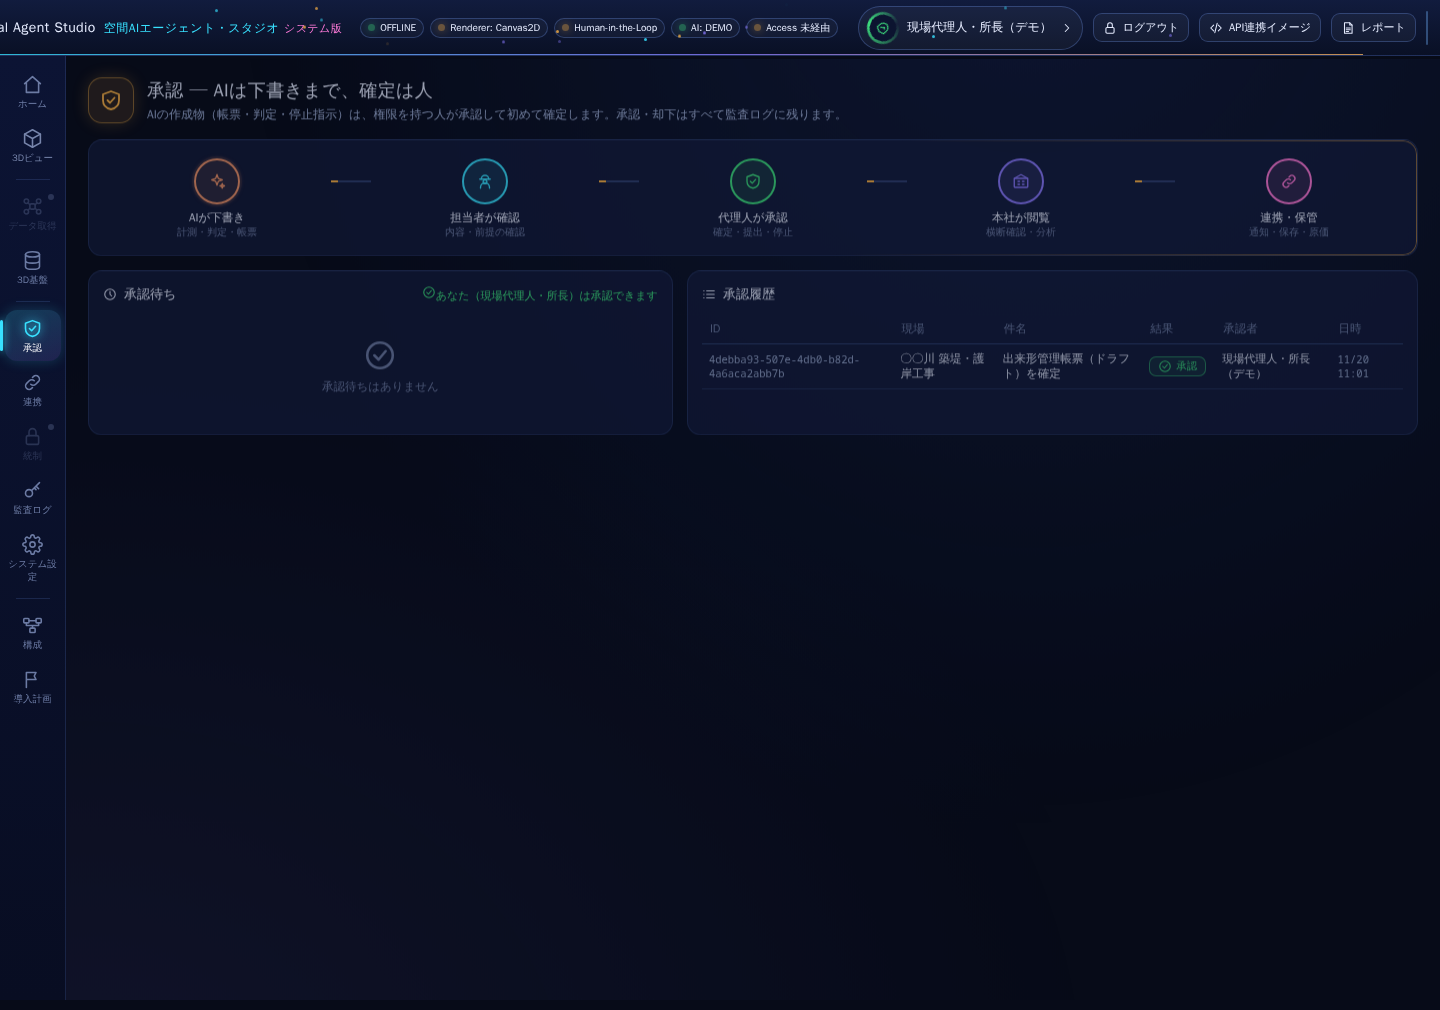 al Agent Studio 空間AIエージェント・スタジオ システム版
OFFLINE
Renderer: Canvas2D
Human-in-the-Loop
AI: DEMO
Access 未経由
現場代理人・所長（デモ）
ログアウト
API連携イメージ
レポート
ホーム
3Dビュー
データ取得
3D基盤
承認
連携
統制
監査ログ
システム設
定
構成
導入計画
承認 — AIは下書きまで、確定は人
AIの作成物（帳票・判定・停止指示）は、権限を持つ人が承認して初めて確定します。承認・却下はすべて監査ログに残ります。
AIが下書き
計測・判定・帳票
担当者が確認
内容・前提の確認
代理人が承認
確定・提出・停止
本社が閲覧
横断確認・分析
連携・保管
通知・保存・原価
承認待ち
あなた（現場代理人・所長）は承認できます
承認待ちはありません
承認履歴
ID 現場 件名 結果 承認者 日時
4debba93-507e-4db0-b82d-
4a6aca2abb7b
〇〇川 築堤・護
岸工事
出来形管理帳票（ドラフ
ト）を確定
承認
現場代理人・所長
（デモ）
11/20
11:01